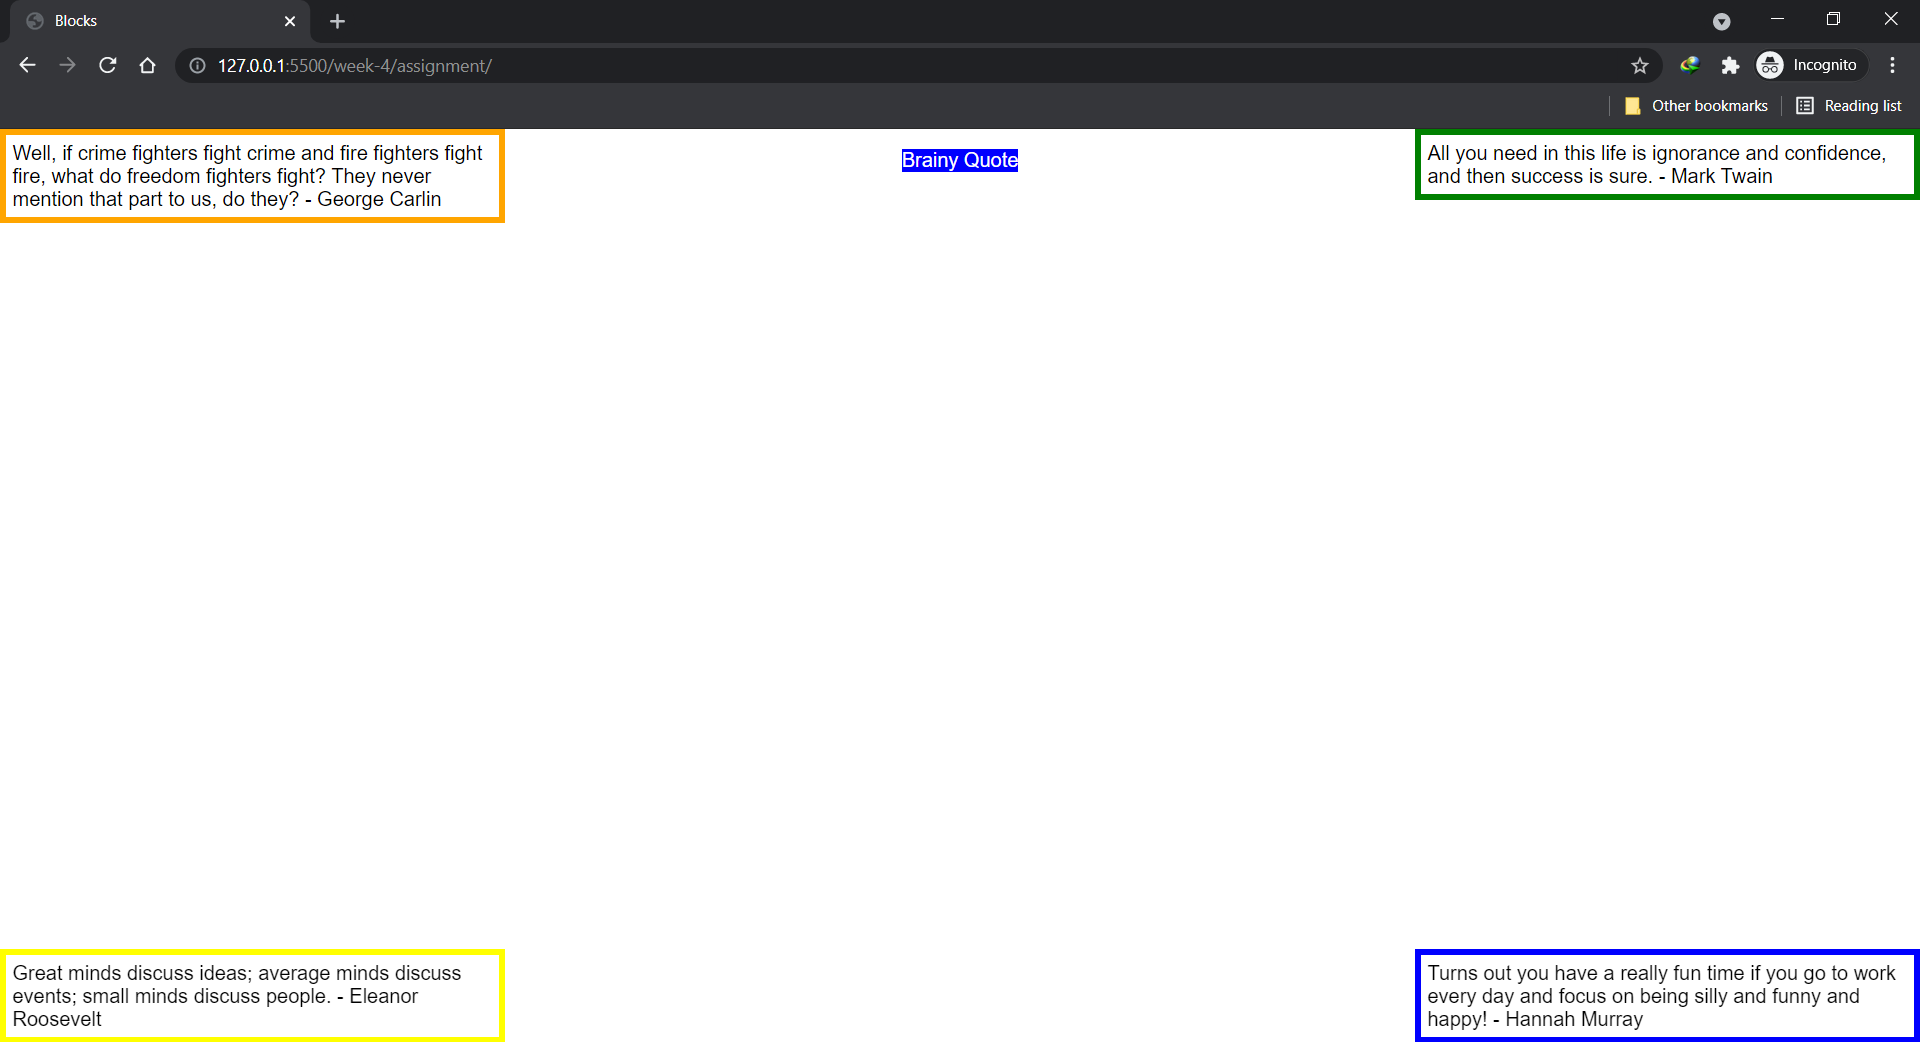 Blocks
127.0.0.1:5500/week-4/assignment/
Incognito
Other bookmarks
Reading list
Well, if crime fighters fight crime and fire fighters fight
fire, what do freedom fighters fight? They never
mention that part to us, do they? - George Carlin
Brainy Quote
All you need in this life is ignorance and confidence,
and then success is sure. - Mark Twain
Great minds discuss ideas; average minds discuss
events; small minds discuss people. - Eleanor
Roosevelt
Turns out you have a really fun time if you go to work
every day and focus on being silly and funny and
happy! - Hannah Murray